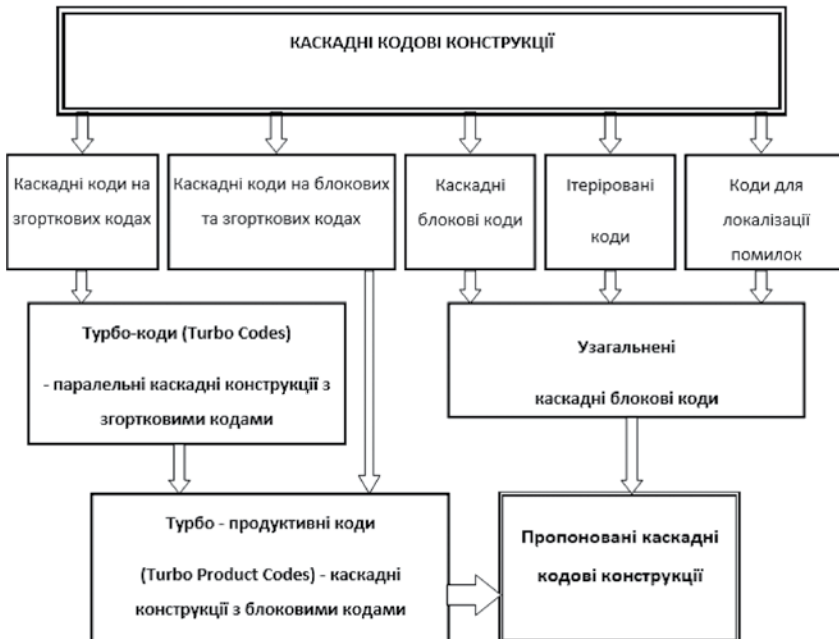 КАСКАДНІ КОДОВІ КОНСТРУКЦІЇ
Каскадні коди на
згорткових кодах
Каскадні коди на блокових
та згорткових кодах
Каскадні
блокові коди
Ітеріровані
коди
Коди для
локалізації
помилок
Турбо-коди (Turbo Codes)
- паралельні каскадні конструкції з
згортковими кодами
Узагальнені
каскадні блокові коди
Турбо - продуктивні коди
(Turbo Product Codes) - каскадні
конструкції з блоковими кодами
Пропоновані каскадні
кодові конструкції